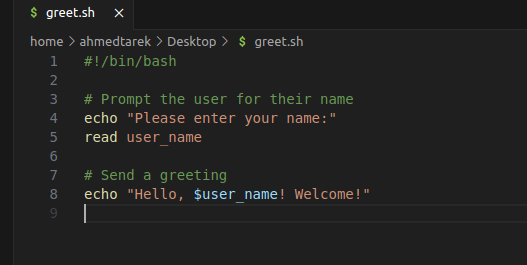 $ greet.sh ×
home > ahmedtarek > Desktop > $ greet.sh
1 #!/bin/bash
2
3 # Prompt the user for their name
4 echo "Please enter your name:"
5 read user_name
6
7 # Send a greeting
8 echo "Hello, $user_name! Welcome!"
9